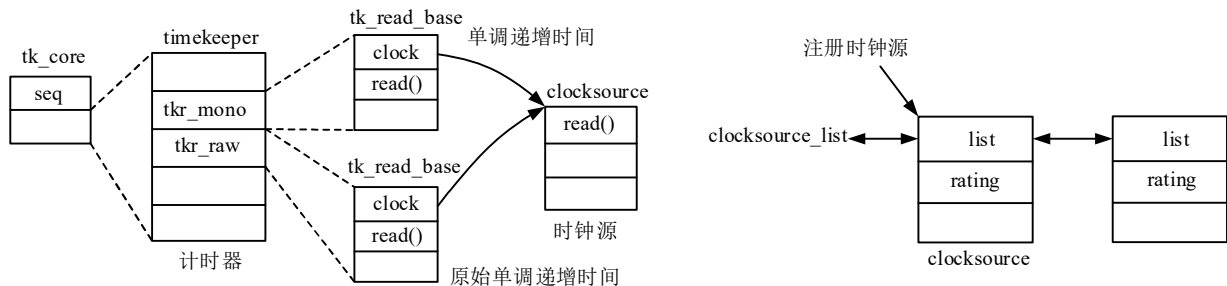 tk_core
seq
timekeeper
tkr_mono
tkr_raw
计时器
tk_read_base
clock
read()
单调递增时间
tk_read_base
clock
read()
原始单调递增时间
clocksource
read()
时钟源
注册时钟源
clocksource_list
list
rating
clocksource
list
rating